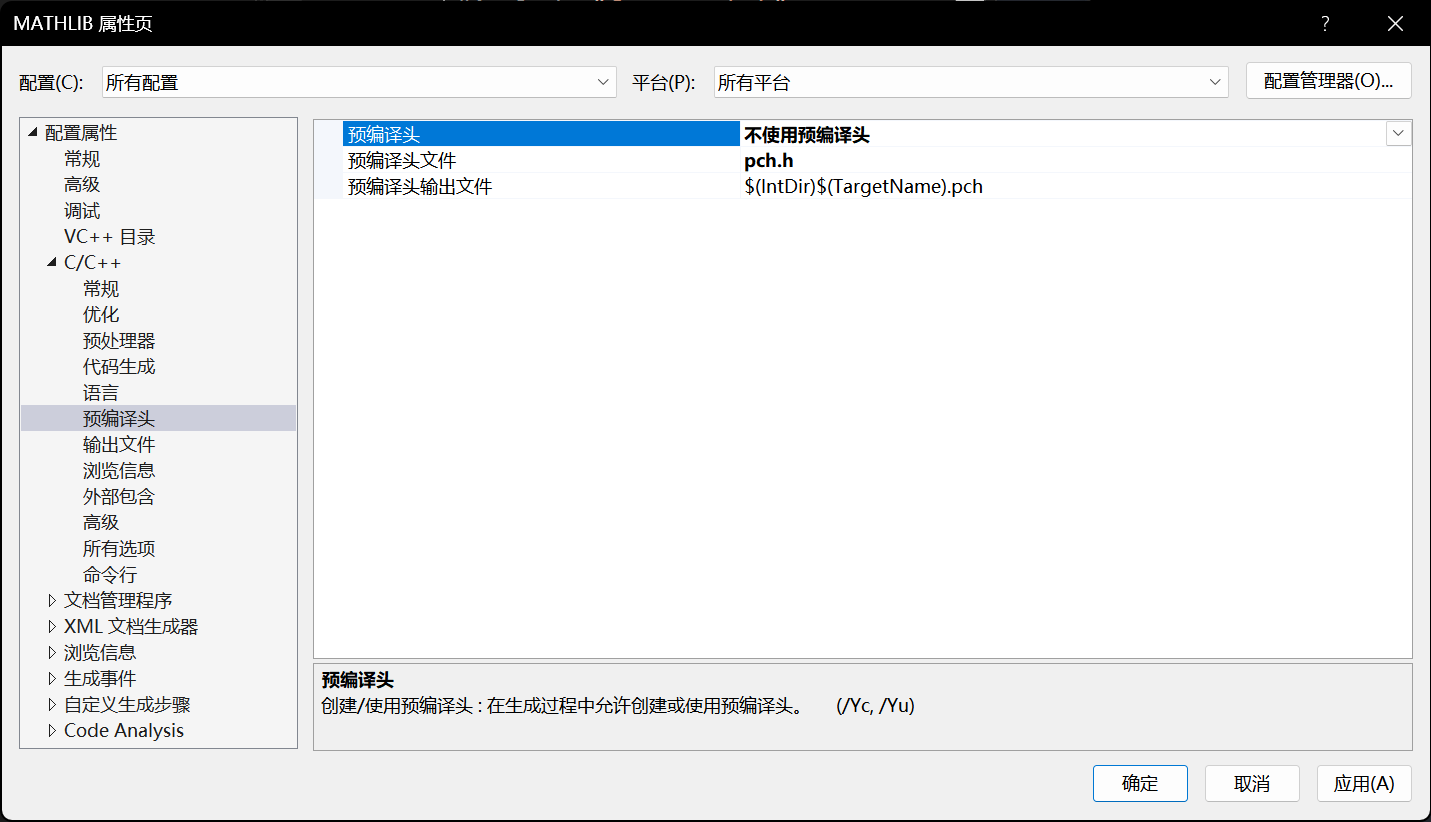 MATHLIB 属性页
?
配置(C): 所有配置 平台(P): 所有平台 配置管理器(O)...
配置属性
常规
高级
调试
VC++ 目录
C/C++
常规
优化
预处理器
代码生成
语言
预编译头
输出文件
浏览信息
外部包含
高级
所有选项
命令行
文档管理程序
XML 文档生成器
浏览信息
生成事件
自定义生成步骤
Code Analysis
预编译头 不使用预编译头
预编译头文件 pch.h
预编译头输出文件 $(IntDir)$(TargetName).pch
预编译头
创建/使用预编译头 : 在生成过程中允许创建或使用预编译头。 (/Yc, /Yu)
确定 取消 应用(A)